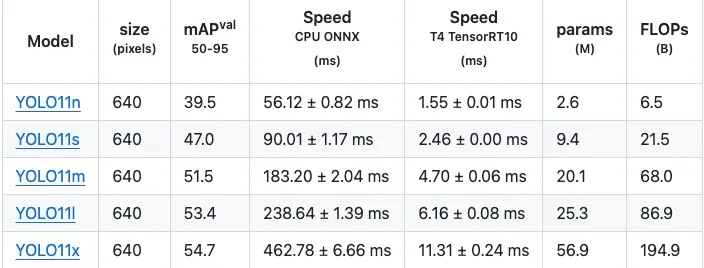 Model size (pixels) mAPval 50-95 Speed CPU ONNX (ms) Speed T4 TensorRT10 (ms) params (M) FLOPs (B)
YOLO11n 640 39.5 56.12 ± 0.82 ms 1.55 ± 0.01 ms 2.6 6.5
YOLO11s 640 47.0 90.01 ± 1.17 ms 2.46 ± 0.00 ms 9.4 21.5
YOLO11m 640 51.5 183.20 ± 2.04 ms 4.70 ± 0.06 ms 20.1 68.0
YOLO11l 640 53.4 238.64 ± 1.39 ms 6.16 ± 0.08 ms 25.3 86.9
YOLO11x 640 54.7 462.78 ± 6.66 ms 11.31 ± 0.24 ms 56.9 194.9